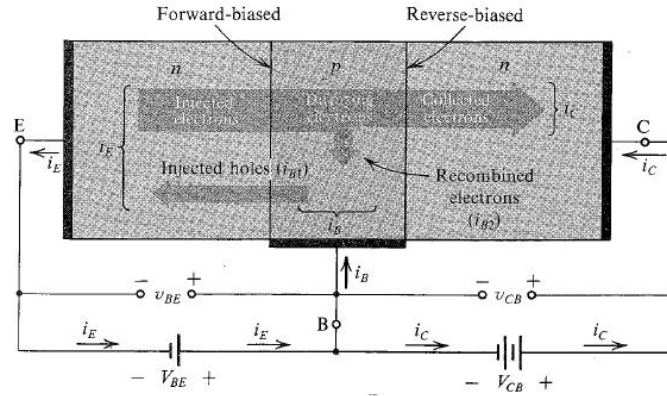 Forward-biased
Reverse-biased
n
p
n
Injected electrons
Diffusing electrons
Collected electrons
i_C
E
C
i_E
i_E
i_C
Injected holes (i_B1)
Recombined electrons (i_B2)
i_B
i_B
− v_BE +
− v_CB +
B
i_E
i_E
i_C
i_C
− V_BE +
− V_CB +